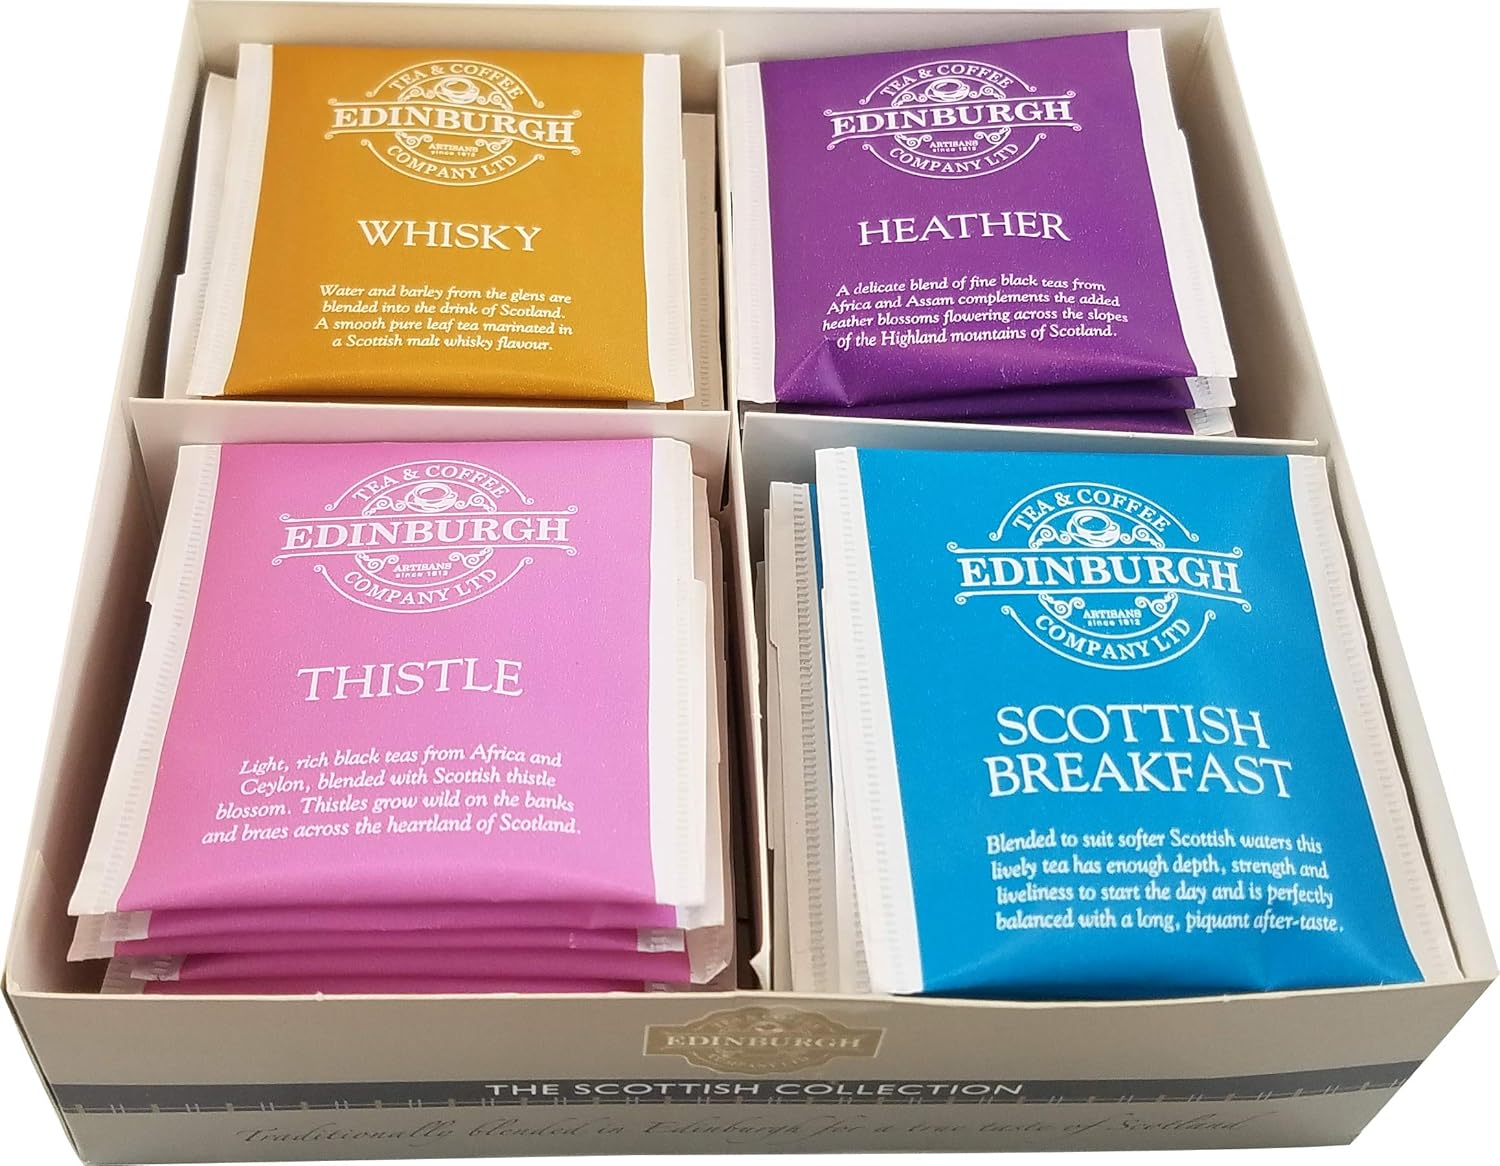 TEA & COFFEE
EDINBURGH
ARTISANS
since 1812
COMPANY LTD
WHISKY
Water and barley from the glens are
blended into the drink of Scotland.
A smooth pure leaf tea marinated in
a Scottish malt whisky flavour.
TEA & COFFEE
EDINBURGH
ARTISANS
since 1812
COMPANY LTD
HEATHER
A delicate blend of fine black teas from
Africa and Assam complements the added
heather blossoms flowering across the slopes
of the Highland mountains of Scotland.
TEA & COFFEE
EDINBURGH
ARTISANS
since 1812
COMPANY LTD
THISTLE
Light, rich black teas from Africa and
Ceylon, blended with Scottish thistle
blossom. Thistles grow wild on the banks
and braes across the heartland of Scotland.
TEA & COFFEE
EDINBURGH
ARTISANS
since 1812
COMPANY LTD
SCOTTISH
BREAKFAST
Blended to suit softer Scottish waters this
lively tea has enough depth, strength and
liveliness to start the day and is perfectly
balanced with a long, piquant after-taste.
EDINBURGH
COMPANY LTD
THE SCOTTISH COLLECTION
Traditionally blended in Edinburgh for a true taste of Scotland